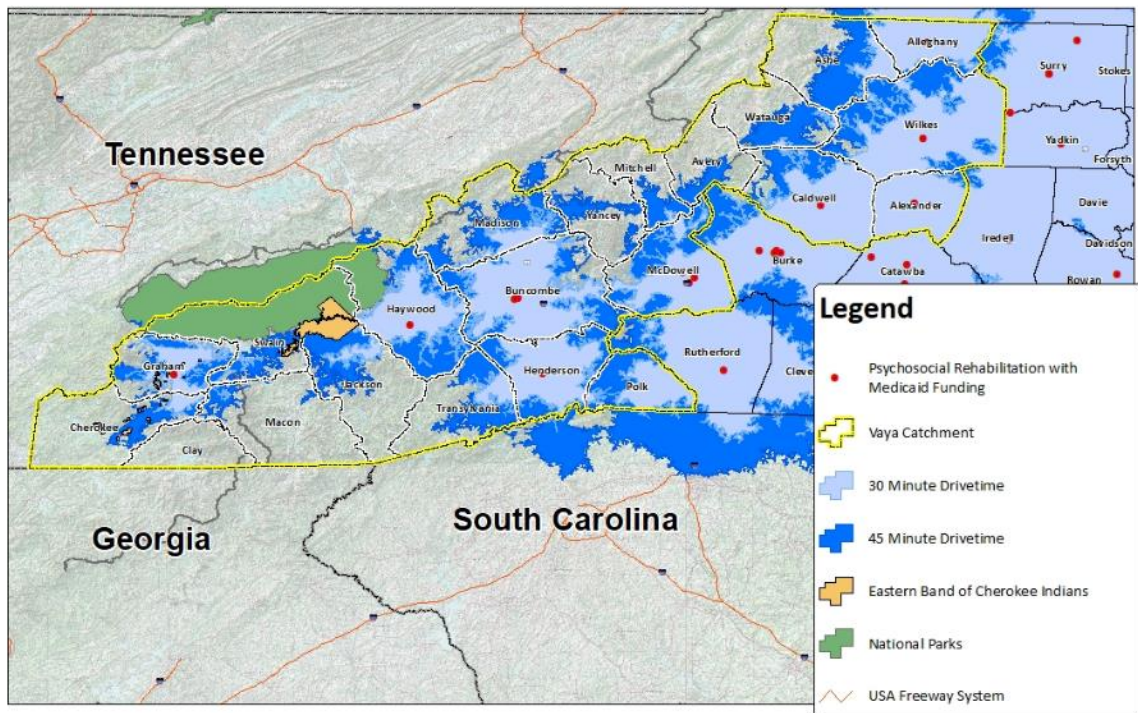 Alleghany
Ashe
Surry
Stokes
Watauga
Wilkes
Yadkin
Forsyth
Tennessee
Mitchell
Avery
Caldwell
Alexander
Davie
Madison
Yancey
Iredell
Davidson
Burke
McDowell
Catawba
Rowan
Buncombe
Haywood
Swain
Rutherford
Cleve
Graham
Henderson
Jackson
Polk
Transylvania
Macon
Cherokee
Clay
South Carolina
Georgia
Legend
Psychosocial Rehabilitation with
Medicaid Funding
Vaya Catchment
30 Minute Drivetime
45 Minute Drivetime
Eastern Band of Cherokee Indians
National Parks
USA Freeway System